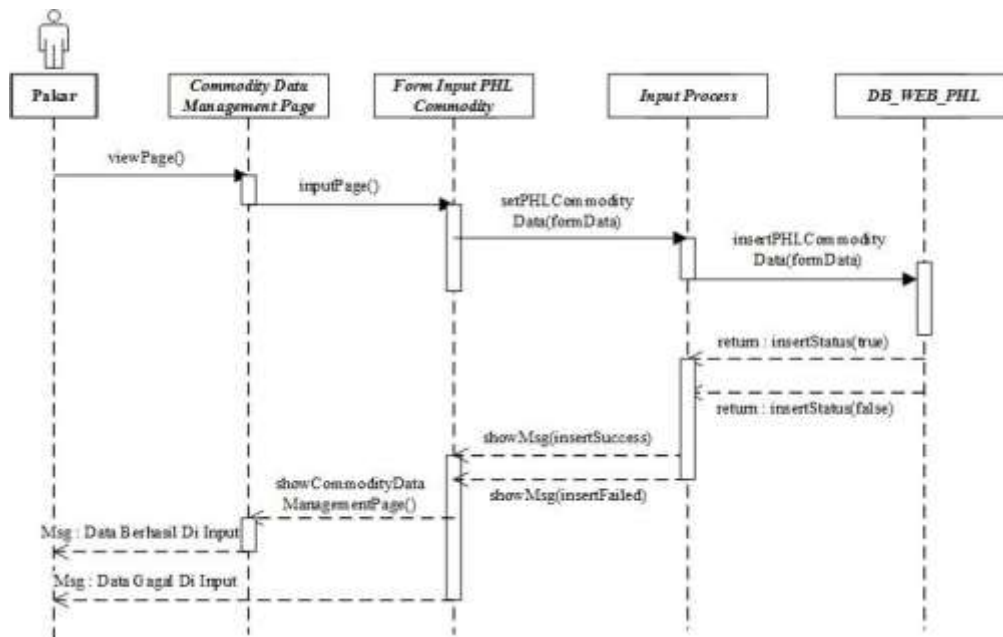 Pakar
Commodity Data
Management Page
Form Input PHL
Commodity
Input Process
DB_WEB_PHL
viewPage()
inputPage()
setPHLCommodity
Data(formData)
insertPHLCommodity
Data(formData)
return : insertStatus(true)
return : insertStatus(false)
showMsg(insertSuccess)
showMsg(insertFailed)
showCommodityData
ManagementPage()
Msg : Data Berhasil Di Input
Msg : Data Gagal Di Input